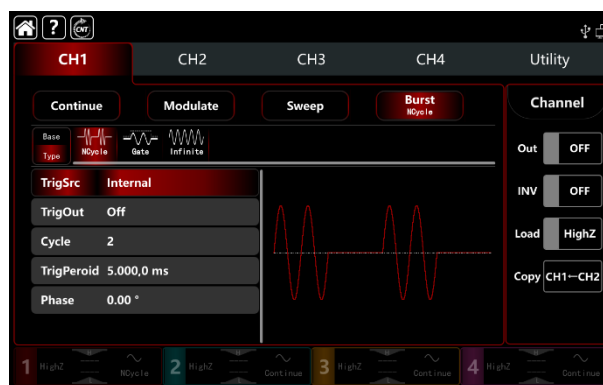 ? CNT
CH1 CH2 CH3 CH4 Utility
Continue Modulate Sweep Burst
NCycle
Channel
Base
Type
NCycle Gate Infinite
Out OFF
TrigSrc Internal
INV OFF
TrigOut Off
Load HighZ
Cycle 2
TrigPeroid 5.000,0 ms
Copy CH1←CH2
Phase 0.00 °
1 HighZ NCycle 2 HighZ Continue 3 HighZ Continue 4 HighZ Continue